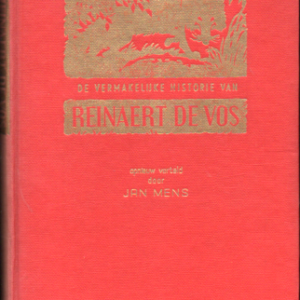 DE VERMAKELIJKE HISTORIE VAN
REINAERT DE VOS
opnieuw verteld
door
JAN MENS